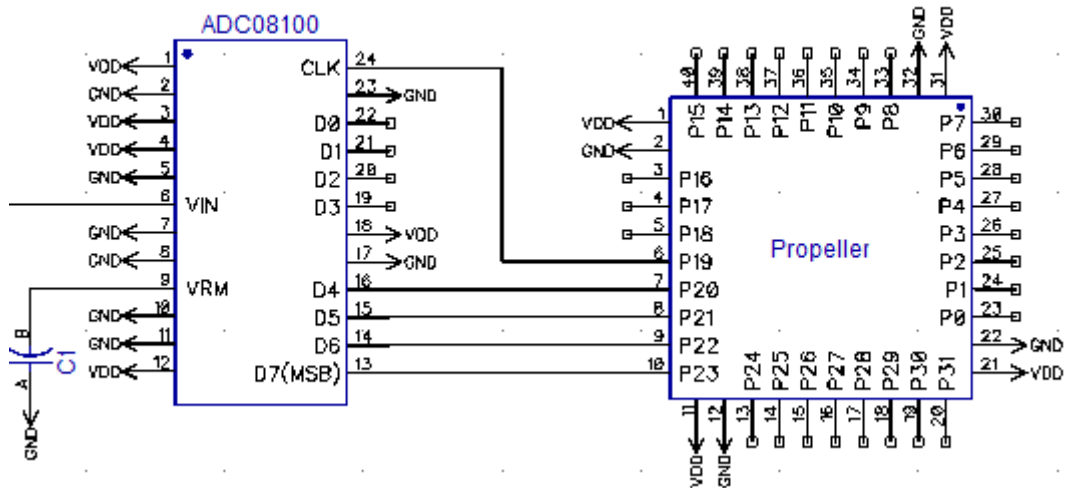 ADC08100
VDD 1 CLK 24
GND 2 23 GND
VDD 3 D0 22
VDD 4 D1 21
GND 5 D2 20
6 VIN D3 19
GND 7 18 VDD
GND 8 17 GND
9 VRM D4 16
GND 10 D5 15
GND 11 D6 14
VDD 12 D7(MSB) 13
B
C1
A
GND
GND VDD
40 39 38 37 36 35 34 33 32 31
P15 P14 P13 P12 P11 P10 P9 P8
VDD 1 P7 30
GND 2 P6 29
3 P16 P5 28
4 P17 P4 27
5 P18 P3 26
Propeller
6 P19 P2 25
7 P20 P1 24
8 P21 P0 23
9 P22 22 GND
10 P23 21 VDD
P24 P25 P26 P27 P28 P29 P30 P31
11 12 13 14 15 16 17 18 19 20
VDD GND